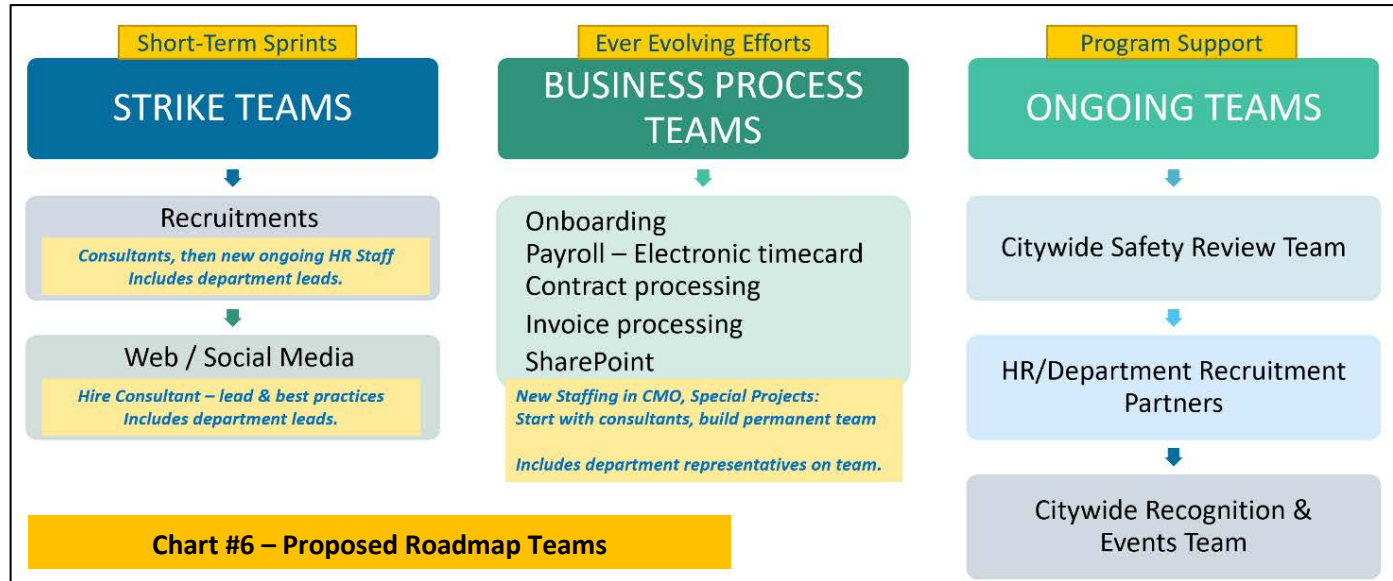 Short-Term Sprints
STRIKE TEAMS
Recruitments
Consultants, then new ongoing HR Staff
Includes department leads.
Web / Social Media
Hire Consultant – lead & best practices
Includes department leads.
Ever Evolving Efforts
BUSINESS PROCESS
TEAMS
Onboarding
Payroll – Electronic timecard
Contract processing
Invoice processing
SharePoint
New Staffing in CMO, Special Projects:
Start with consultants, build permanent team
Includes department representatives on team.
Program Support
ONGOING TEAMS
Citywide Safety Review Team
HR/Department Recruitment
Partners
Citywide Recognition &
Events Team
Chart #6 – Proposed Roadmap Teams